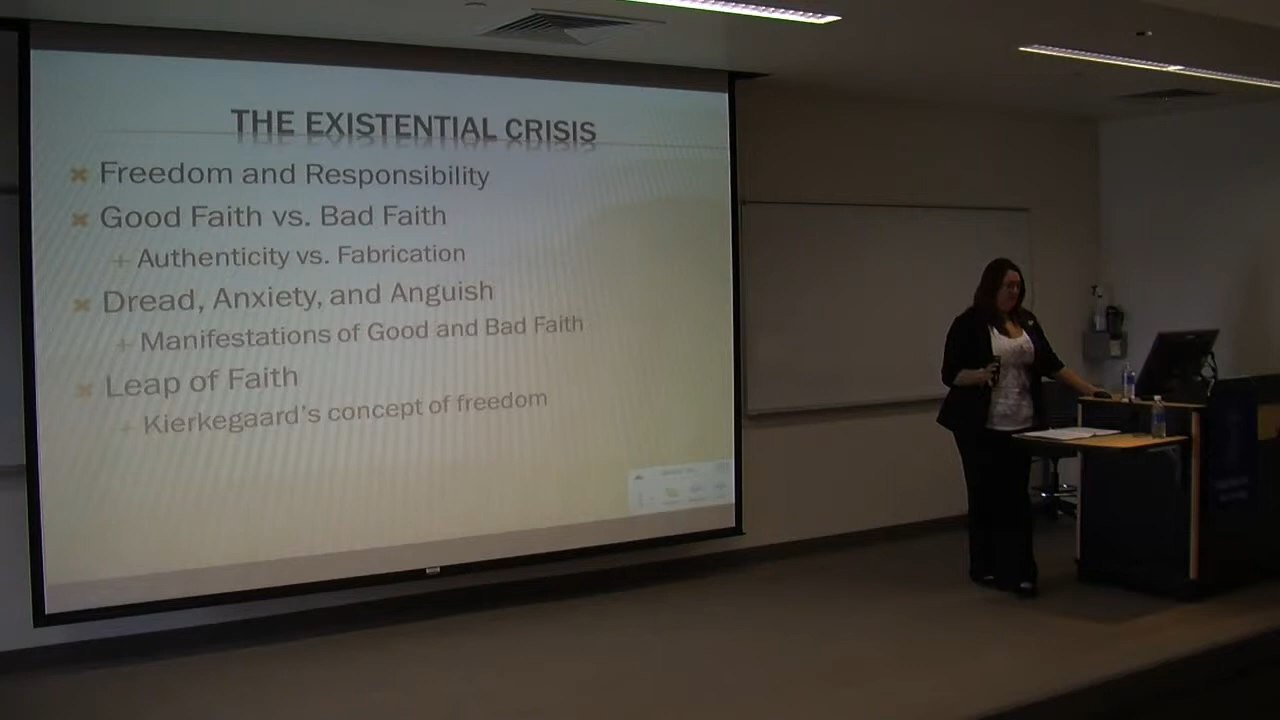 THE EXISTENTIAL CRISIS
Freedom and Responsibility
Good Faith vs. Bad Faith
Authenticity vs. Fabrication
Dread, Anxiety, and Anguish
Manifestations of Good and Bad Faith
Leap of Faith
Kierkegaard's concept of freedom